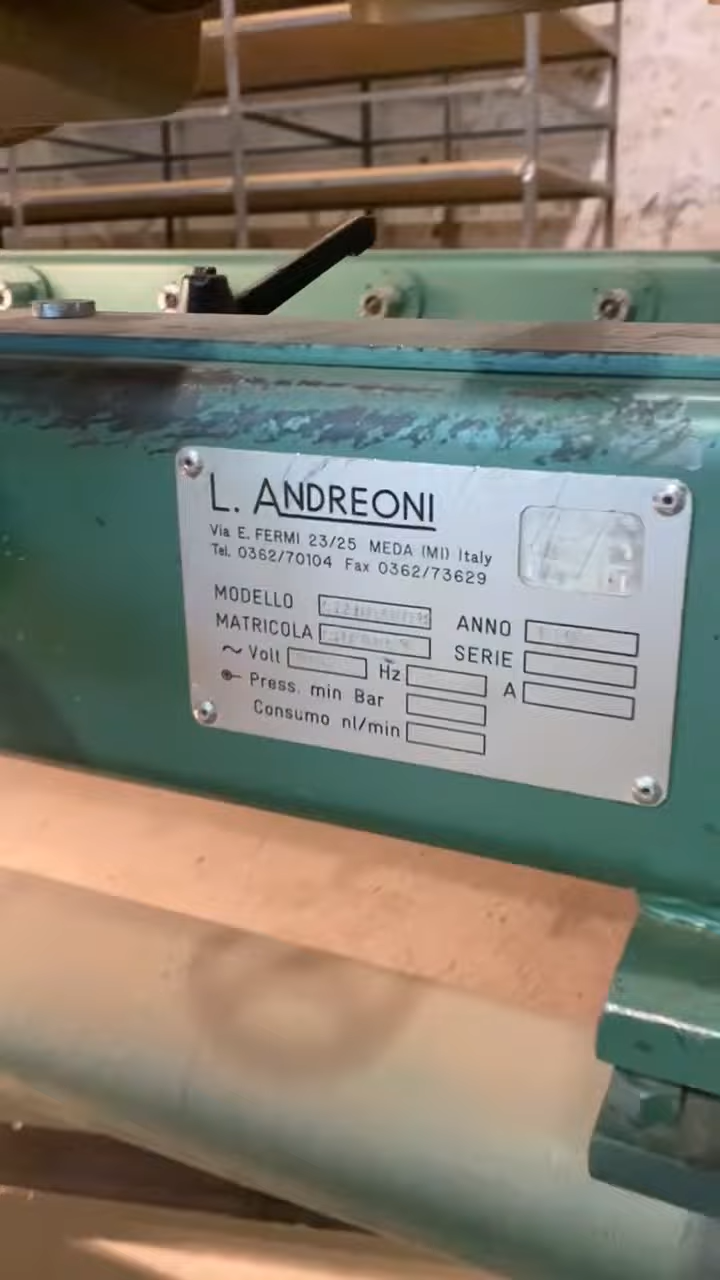 L. ANDREONI
Via E. FERMI 23/25 MEDA (MI) Italy
Tel. 0362/70104 Fax 0362/73629
MODELLO ANNO
MATRICOLA SERIE
~ Volt Hz A
Press. min Bar
Consumo nl/min